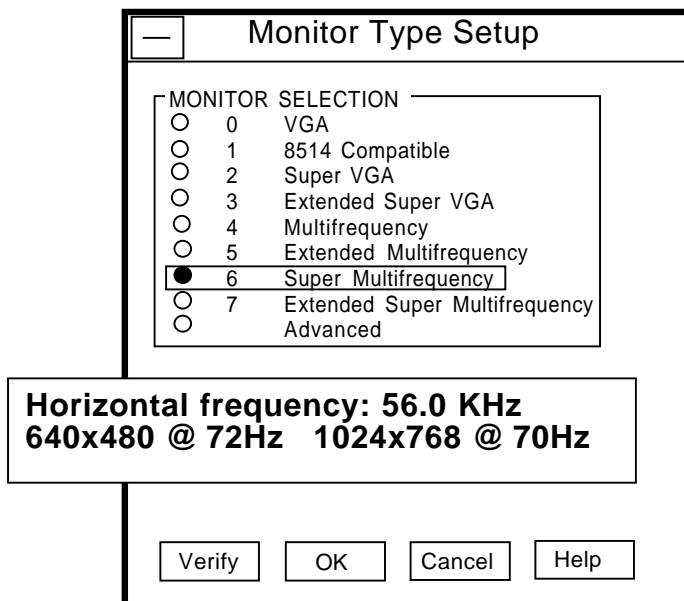 Monitor Type Setup
MONITOR SELECTION
0 VGA
1 8514 Compatible
2 Super VGA
3 Extended Super VGA
4 Multifrequency
5 Extended Multifrequency
6 Super Multifrequency
7 Extended Super Multifrequency
Advanced
Horizontal frequency: 56.0 KHz
640x480 @ 72Hz 1024x768 @ 70Hz
Verify OK Cancel Help